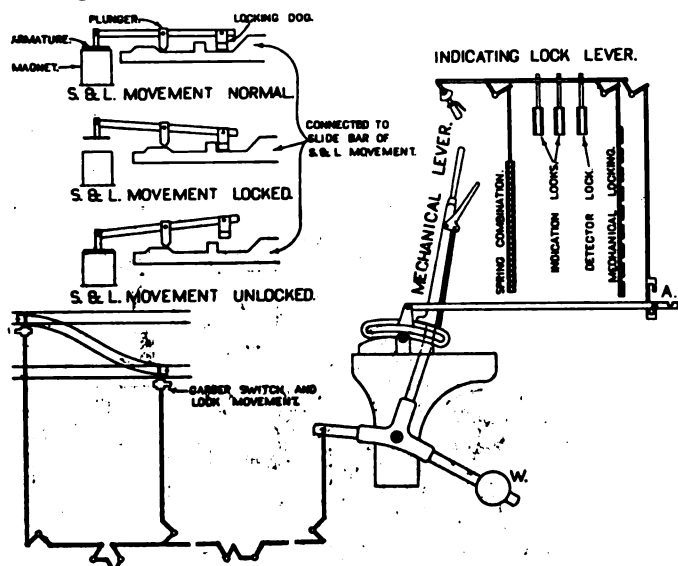 PLUNGER.
LOCKING DOG.
ARMATURE.
MAGNET.
S. & L. MOVEMENT NORMAL.
CONNECTED TO
SLIDE BAR OF
S.& L. MOVEMENT.
S. & L. MOVEMENT LOCKED.
S. & L. MOVEMENT UNLOCKED.
INDICATING LOCK LEVER.
MECHANICAL LEVER.
SPRING COMBINATION.
INDICATION LOCKS.
DETECTOR LOCK.
MECHANICAL LOCKING.
A.
GARBER SWITCH AND
LOCK MOVEMENT.
W.